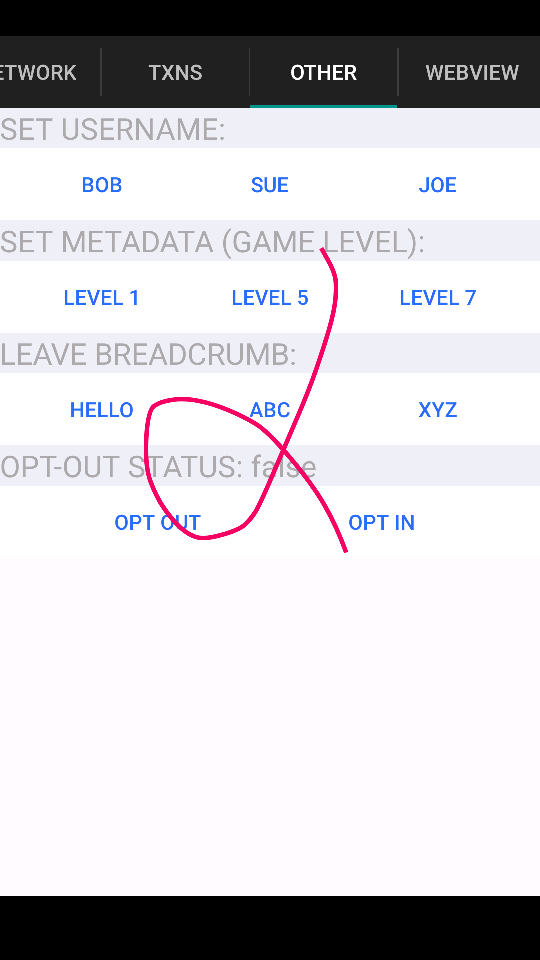 ETWORK TXNS OTHER WEBVIEW
SET USERNAME:
BOB SUE JOE
SET METADATA (GAME LEVEL):
LEVEL 1 LEVEL 5 LEVEL 7
LEAVE BREADCRUMB:
HELLO ABC XYZ
OPT-OUT STATUS: false
OPT OUT OPT IN